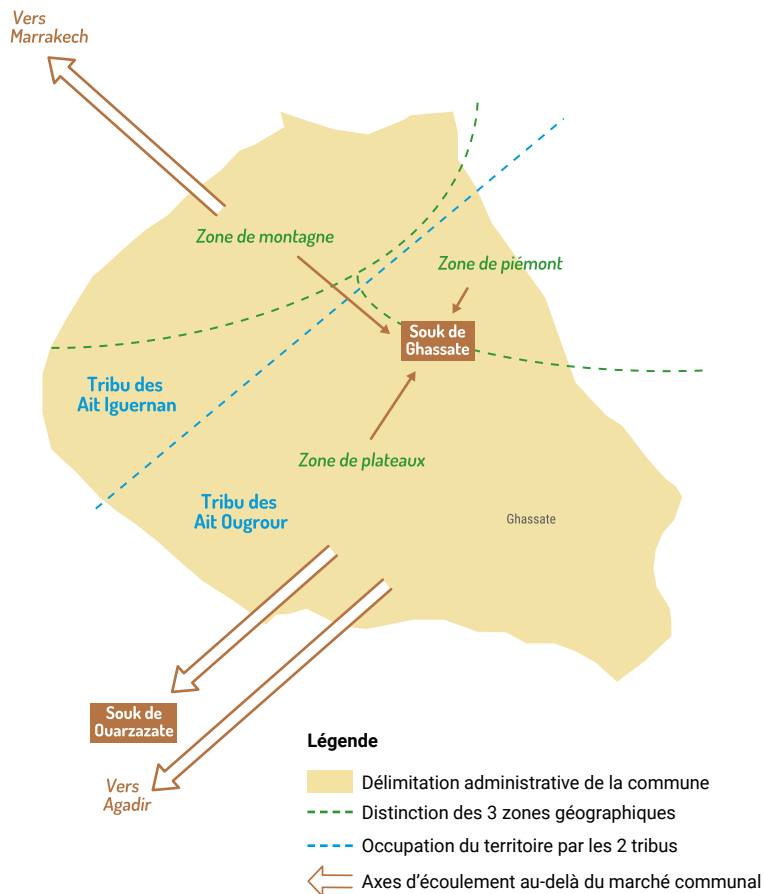 Vers
Marrakech
Zone de montagne
Zone de piémont
Souk de
Ghassate
Tribu des
Ait Iguernan
Zone de plateaux
Tribu des
Ait Ougrour
Ghassate
Souk de
Ouarzazate
Vers
Agadir
Légende
Délimitation administrative de la commune
Distinction des 3 zones géographiques
Occupation du territoire par les 2 tribus
Axes d'écoulement au-delà du marché communal